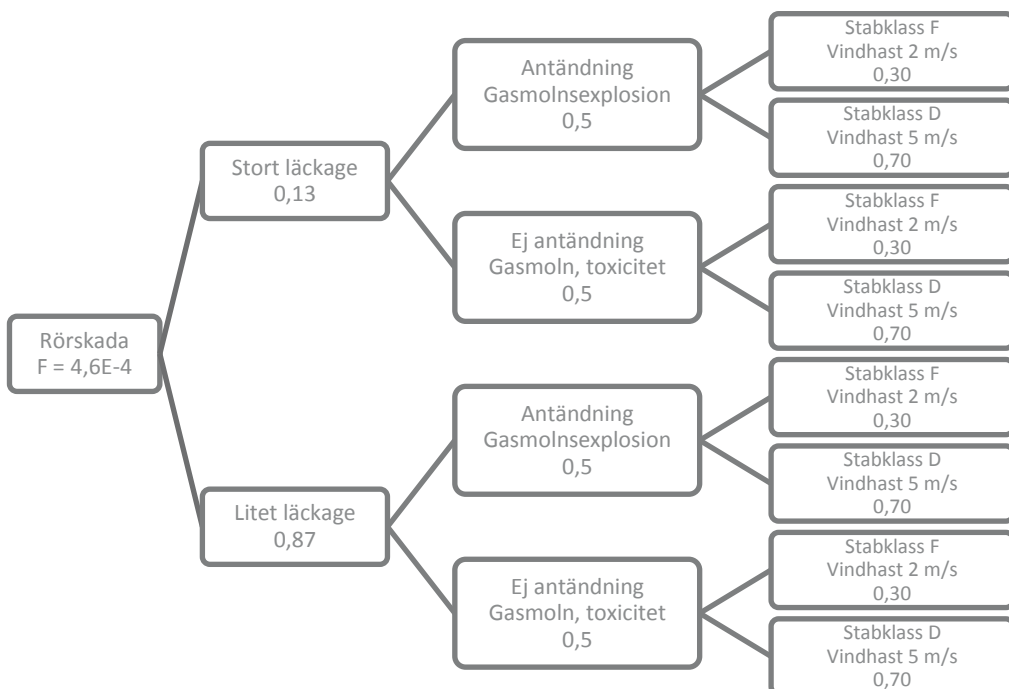 Rörskada
F = 4,6E-4
Stort läckage
0,13
Litet läckage
0,87
Antändning
Gasmolnsexplosion
0,5
Ej antändning
Gasmoln, toxicitet
0,5
Antändning
Gasmolnsexplosion
0,5
Ej antändning
Gasmoln, toxicitet
0,5
Stabklass F
Vindhast 2 m/s
0,30
Stabklass D
Vindhast 5 m/s
0,70
Stabklass F
Vindhast 2 m/s
0,30
Stabklass D
Vindhast 5 m/s
0,70
Stabklass F
Vindhast 2 m/s
0,30
Stabklass D
Vindhast 5 m/s
0,70
Stabklass F
Vindhast 2 m/s
0,30
Stabklass D
Vindhast 5 m/s
0,70